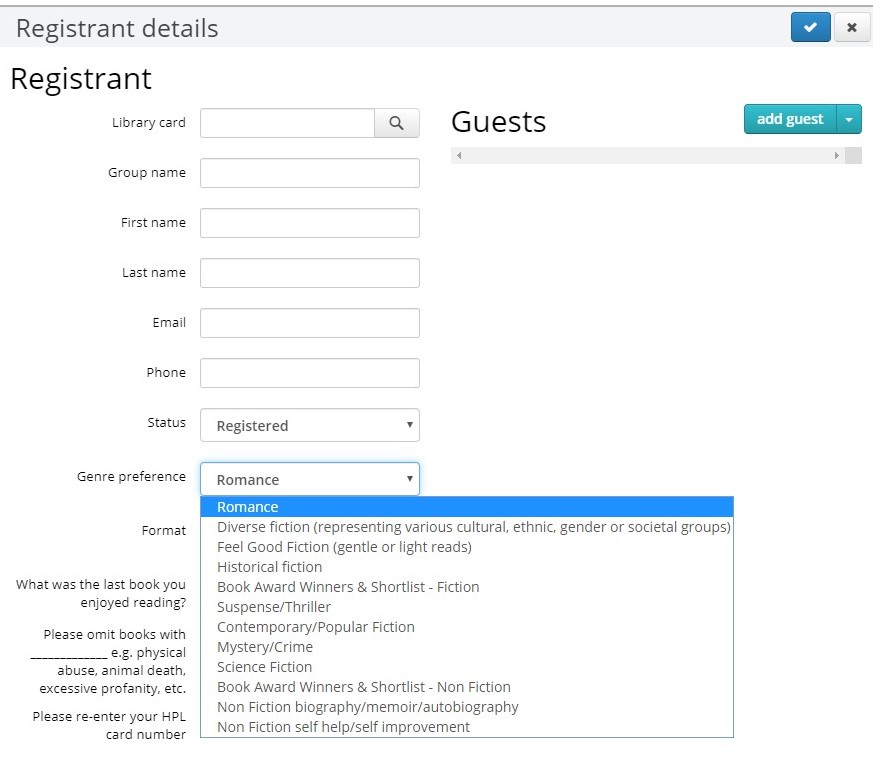 Registrant details
Registrant
Library card
Guests
add guest
Group name
First name
Last name
Email
Phone
Status
Registered
Genre preference
Romance
Romance
Diverse fiction (representing various cultural, ethnic, gender or societal groups)
Feel Good Fiction (gentle or light reads)
Historical fiction
Book Award Winners & Shortlist - Fiction
Suspense/Thriller
Contemporary/Popular Fiction
Mystery/Crime
Science Fiction
Book Award Winners & Shortlist - Non Fiction
Non Fiction biography/memoir/autobiography
Non Fiction self help/self improvement
Format
What was the last book you
enjoyed reading?
Please omit books with
_____________ e.g. physical
abuse, animal death,
excessive profanity, etc.
Please re-enter your HPL
card number